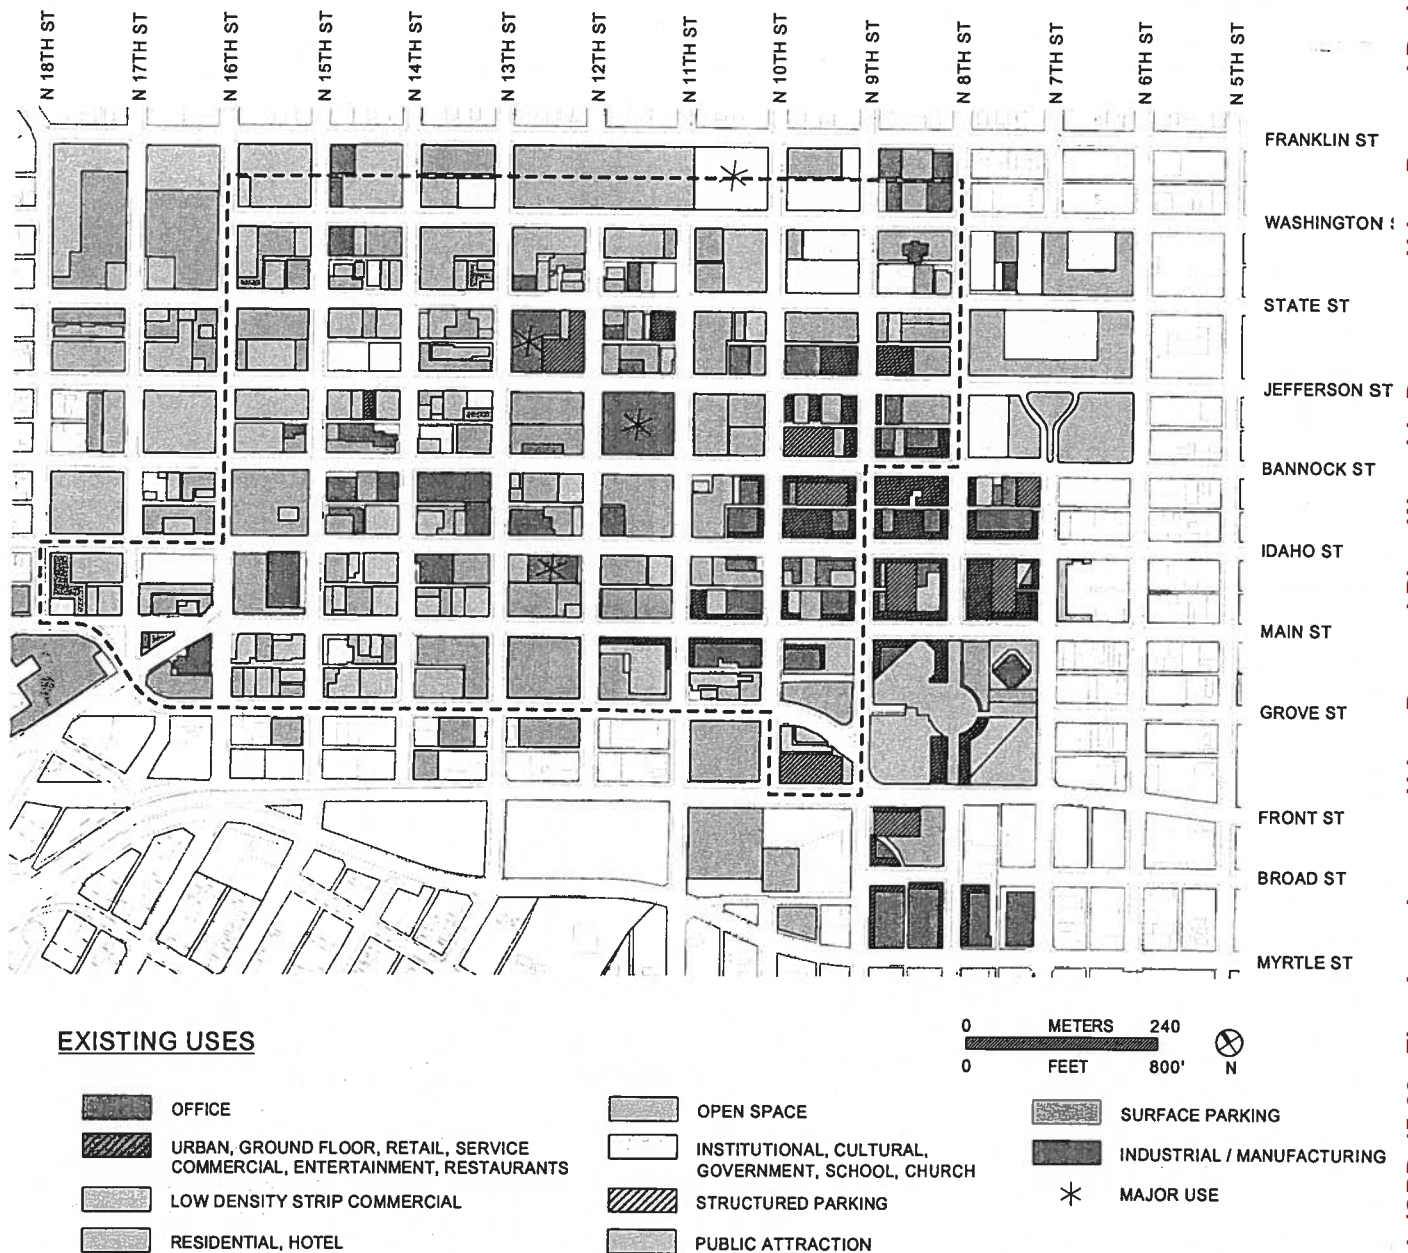 N 18TH ST
N 17TH ST
N 16TH ST
N 15TH ST
N 14TH ST
N 13TH ST
N 12TH ST
N 11TH ST
N 10TH ST
N 9TH ST
N 8TH ST
N 7TH ST
N 6TH ST
N 5TH ST
FRANKLIN ST
WASHINGTON
STATE ST
JEFFERSON ST
BANNOCK ST
IDAHO ST
MAIN ST
GROVE ST
FRONT ST
BROAD ST
MYRTLE ST
EXISTING USES
0 METERS 240
0 FEET 800'
N
OFFICE
URBAN, GROUND FLOOR, RETAIL, SERVICE
COMMERCIAL, ENTERTAINMENT, RESTAURANTS
LOW DENSITY STRIP COMMERCIAL
RESIDENTIAL, HOTEL
OPEN SPACE
INSTITUTIONAL, CULTURAL,
GOVERNMENT, SCHOOL, CHURCH
STRUCTURED PARKING
PUBLIC ATTRACTION
SURFACE PARKING
INDUSTRIAL / MANUFACTURING
MAJOR USE